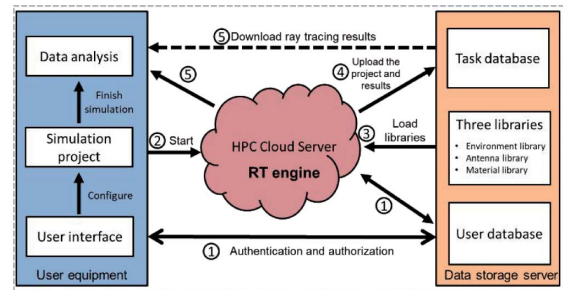 ⑤ Download ray tracing results
Data analysis
Task database
④ Upload the
project and
results
Finish
simulation
⑤
Simulation
project
② Start
HPC Cloud Server
RT engine
③
Load
libraries
Three libraries
• Environment library
• Antenna library
• Material library
Configure
①
User interface
① Authentication and authorization
User database
User equipment
Data storage server